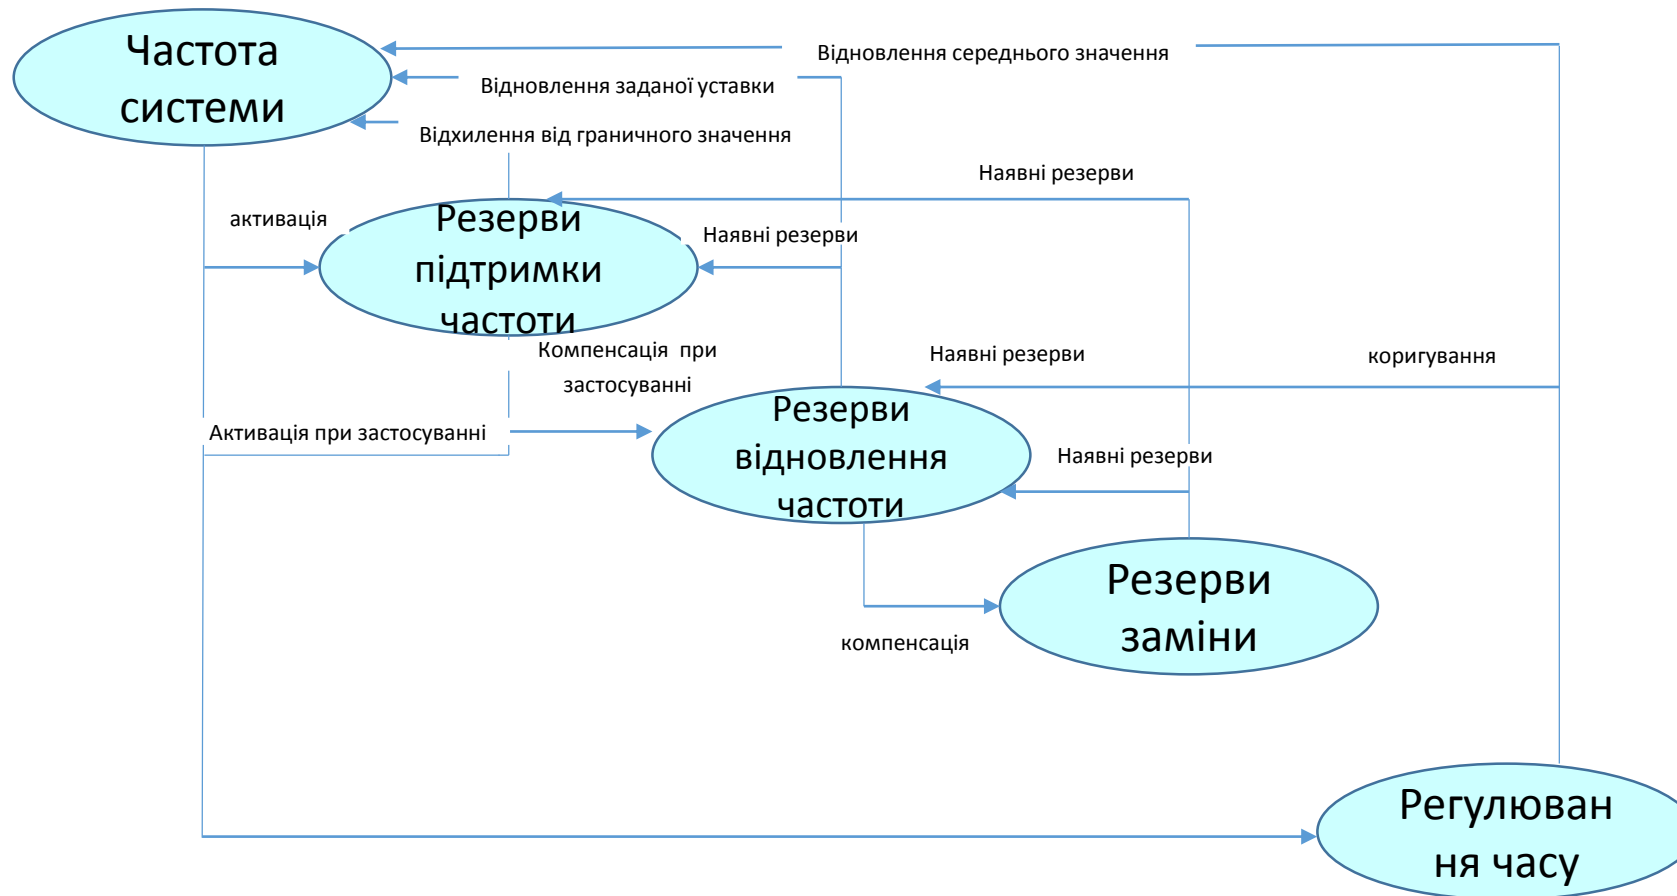 Частота
системи
Відновлення середнього значення
Відновлення заданої уставки
Відхилення від граничного значення
Наявні резерви
активація
Резерви
підтримки
частоти
Наявні резерви
Компенсація при
застосуванні
Наявні резерви
коригування
Активація при застосуванні
Резерви
відновлення
частоти
Наявні резерви
Резерви
заміни
компенсація
Регулюван
ня часу